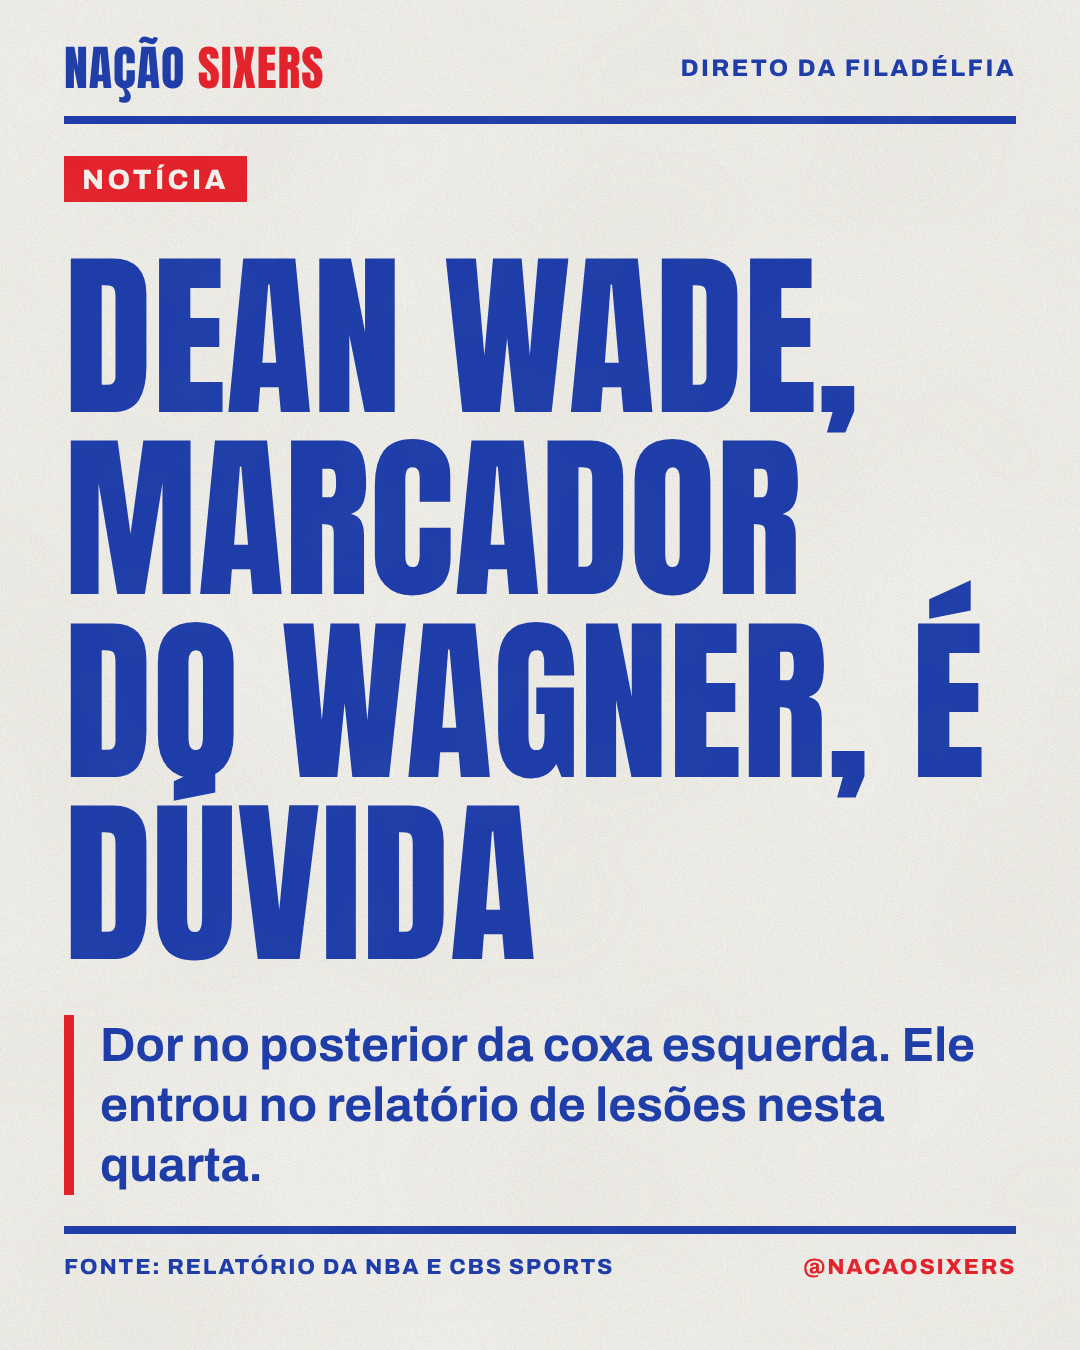 NAÇÃO SIXERS
DIRETO DA FILADÉLFIA
NOTÍCIA
DEAN WADE,
MARCADOR
DO WAGNER, É
DÚVIDA
Dor no posterior da coxa esquerda. Ele
entrou no relatório de lesões nesta
quarta.
FONTE: RELATÓRIO DA NBA E CBS SPORTS
@NACAOSIXERS